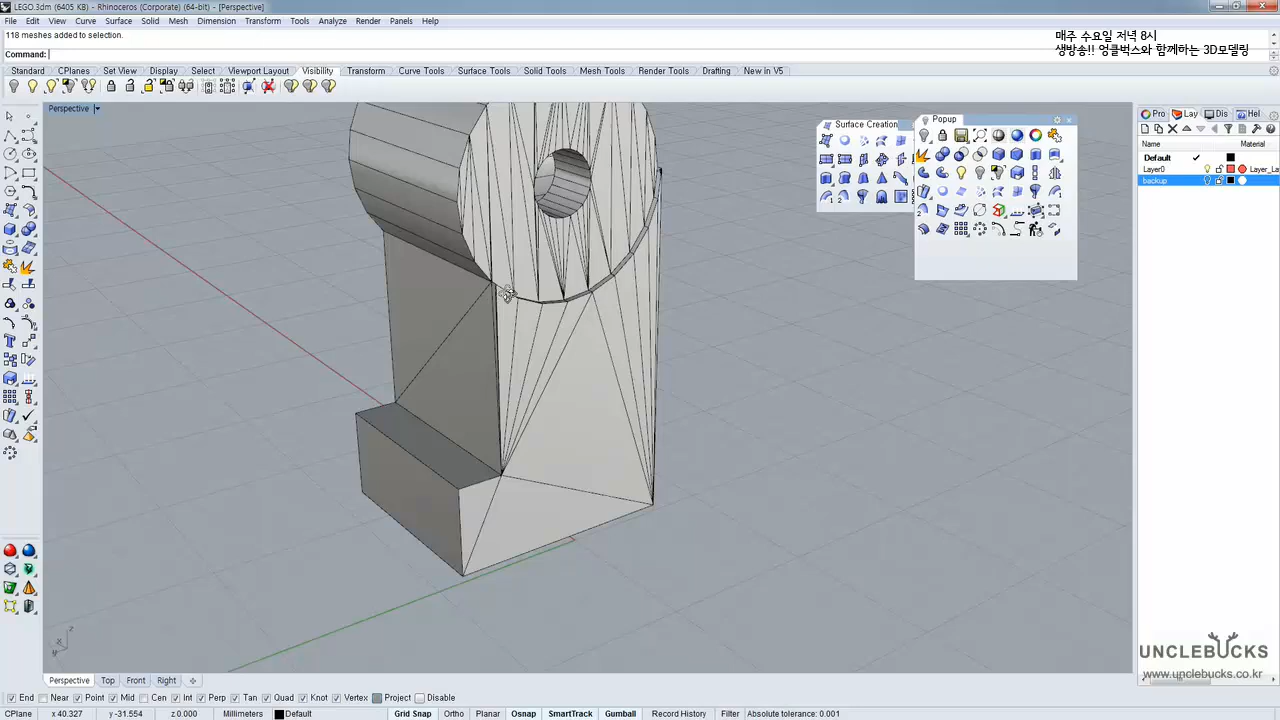 LEGO.3dm (6405 KB) - Rhinoceros (Corporate) (64-bit) - [Perspective]
File Edit View Curve Surface Solid Mesh Dimension Transform Tools Analyze Render Panels Help
118 meshes added to selection.
매주 수요일 저녁 8시
생방송!! 엉클벅스와 함께하는 3D모델링
Command:
Standard CPlanes Set View Display Select Viewport Layout Visibility Transform Curve Tools Surface Tools Solid Tools Mesh Tools Render Tools Drafting New in V5
Perspective
Surface Creation
Popup
Pro Lay Dis Hel
Name Material
Default
Layer0 Layer_La
backup
z
x
y
UNCLEBUCKS
www.unclebucks.co.kr
Perspective Top Front Right
End Near Point Mid Cen Int Perp Tan Quad Knot Vertex Project Disable
CPlane x 40.327 y -31.554 z 0.000 Millimeters Default Grid Snap Ortho Planar Osnap SmartTrack Gumball Record History Filter Absolute tolerance: 0.001